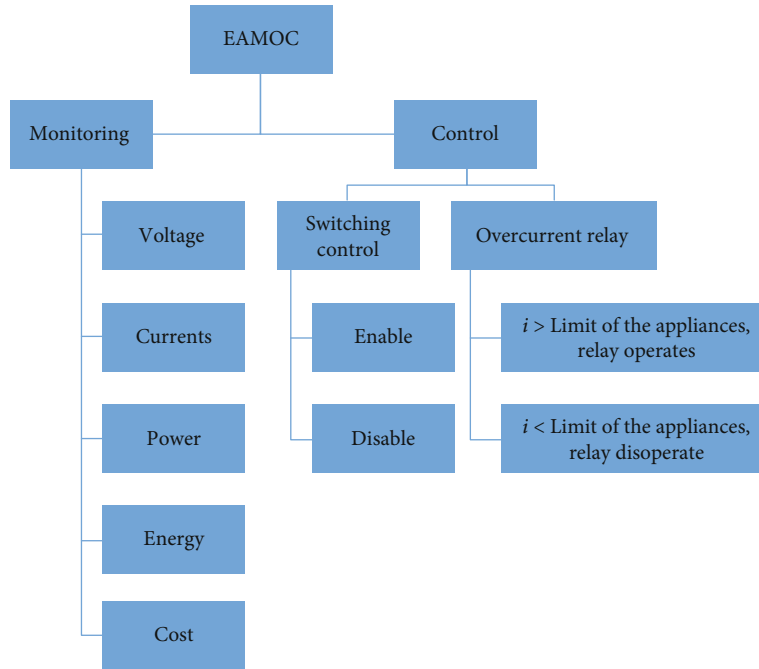 EAMOC
Monitoring
Control
Voltage
Currents
Power
Energy
Cost
Switching
control
Enable
Disable
Overcurrent relay
i > Limit of the appliances,
relay operates
i < Limit of the appliances,
relay disoperate